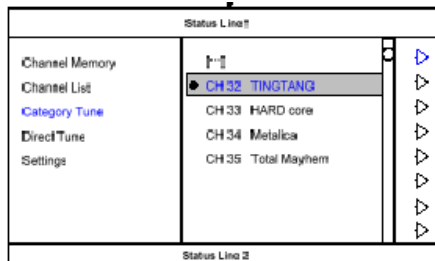 Status Line 1
Channel Memory
Channel List
Category Tune
Direct Tune
Settings
[--]
CH 32 TINGTANG
CH 33 HARD core
CH 34 Metalica
CH 35 Total Mayhem
Status Line 2